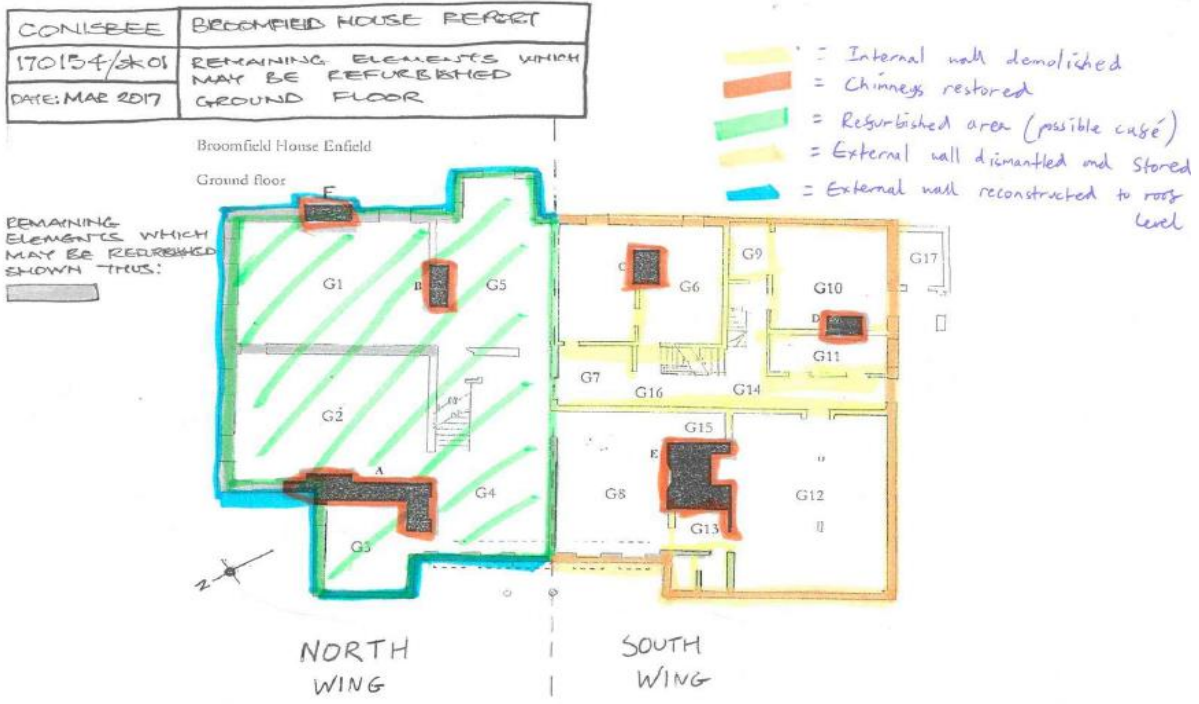 CONISBEE
BROOMFIELD HOUSE REPORT
170154/SK01
REMAINING ELEMENTS WHICH
MAY BE REFURBISHED
GROUND FLOOR
DATE: MAR 2017
= Internal wall demolished
= Chimneys restored
= Refurbished area (possible café)
= External wall dismantled and stored
= External wall reconstructed to roof
level
Broomfield House Enfield
Ground floor
REMAINING
ELEMENTS WHICH
MAY BE REFURBISHED
SHOWN THUS:
F
G1
B
G5
C
G6
G9
G10
G17
D
G11
G7
G16
G14
G2
A
G15
E
G4
G8
G12
G3
G13
N
NORTH
WING
SOUTH
WING